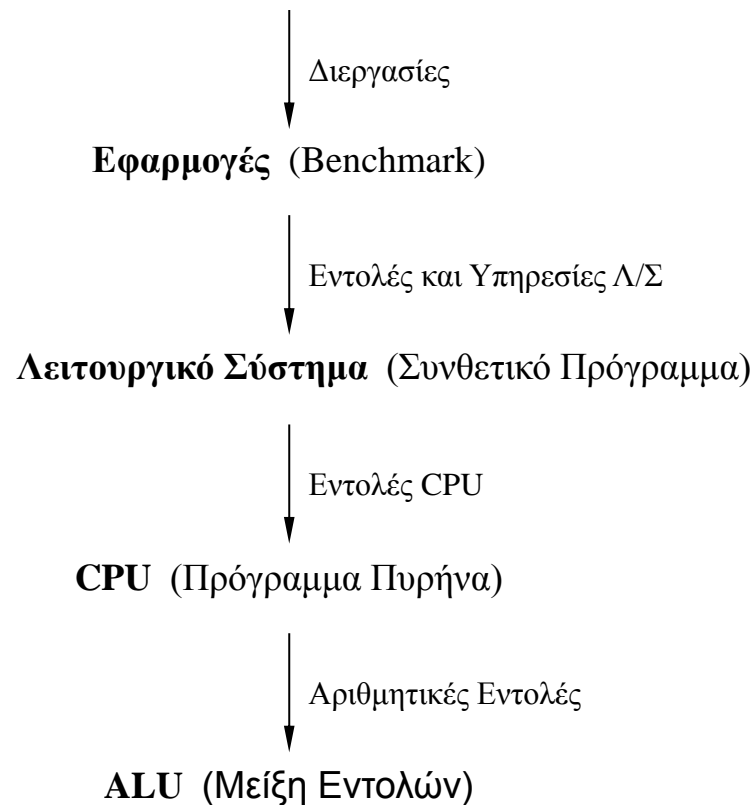 Διεργασίες
Εφαρμογές (Benchmark)
Εντολές και Υπηρεσίες Λ/Σ
Λειτουργικό Σύστημα (Συνθετικό Πρόγραμμα)
Εντολές CPU
CPU (Πρόγραμμα Πυρήνα)
Αριθμητικές Εντολές
ALU (Μείξη Εντολών)